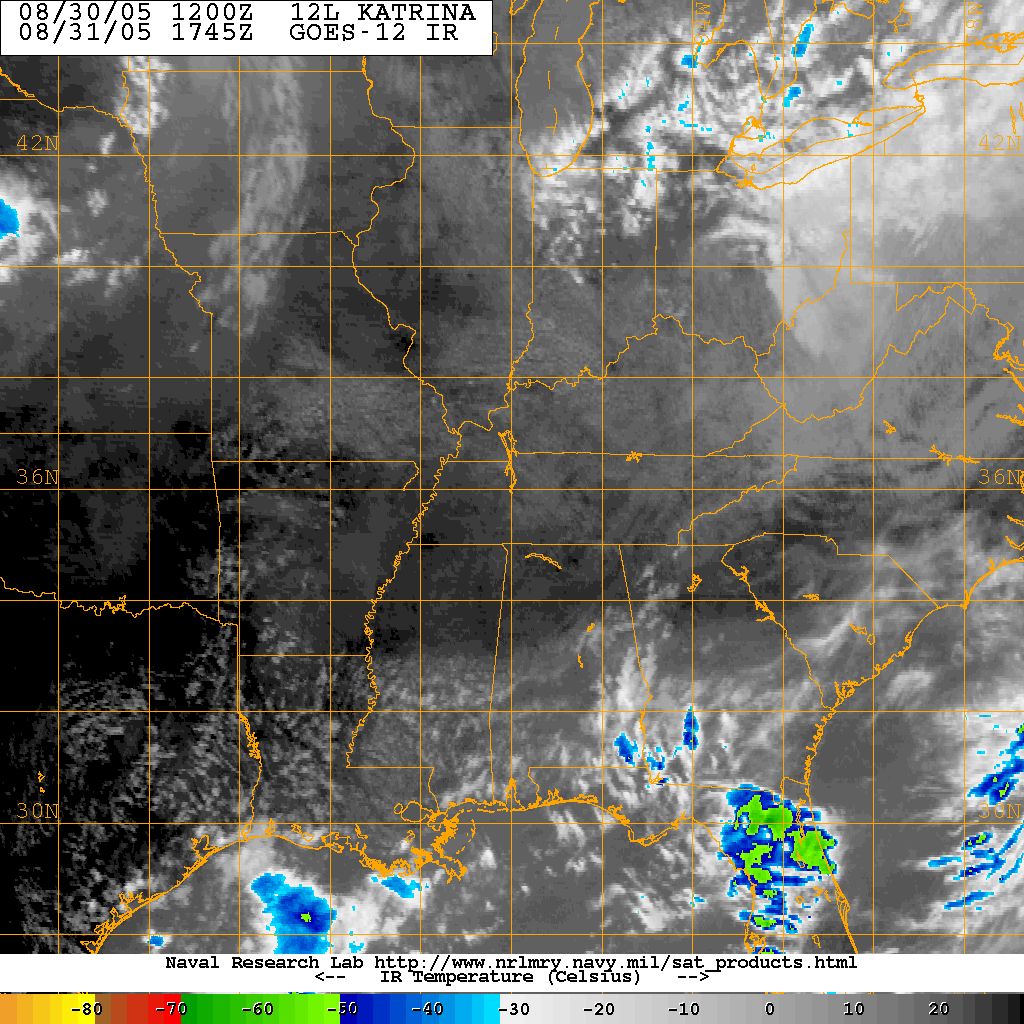 08/30/05 1200Z 12L KATRINA
08/31/05 1745Z GOES-12 IR
42N 42N
36N 36N
30N 30N
Naval Research Lab http://www.nrlmry.navy.mil/sat_products.html
<-- IR Temperature (Celsius) -->
-80 -70 -60 -50 -40 -30 -20 -10 0 10 20